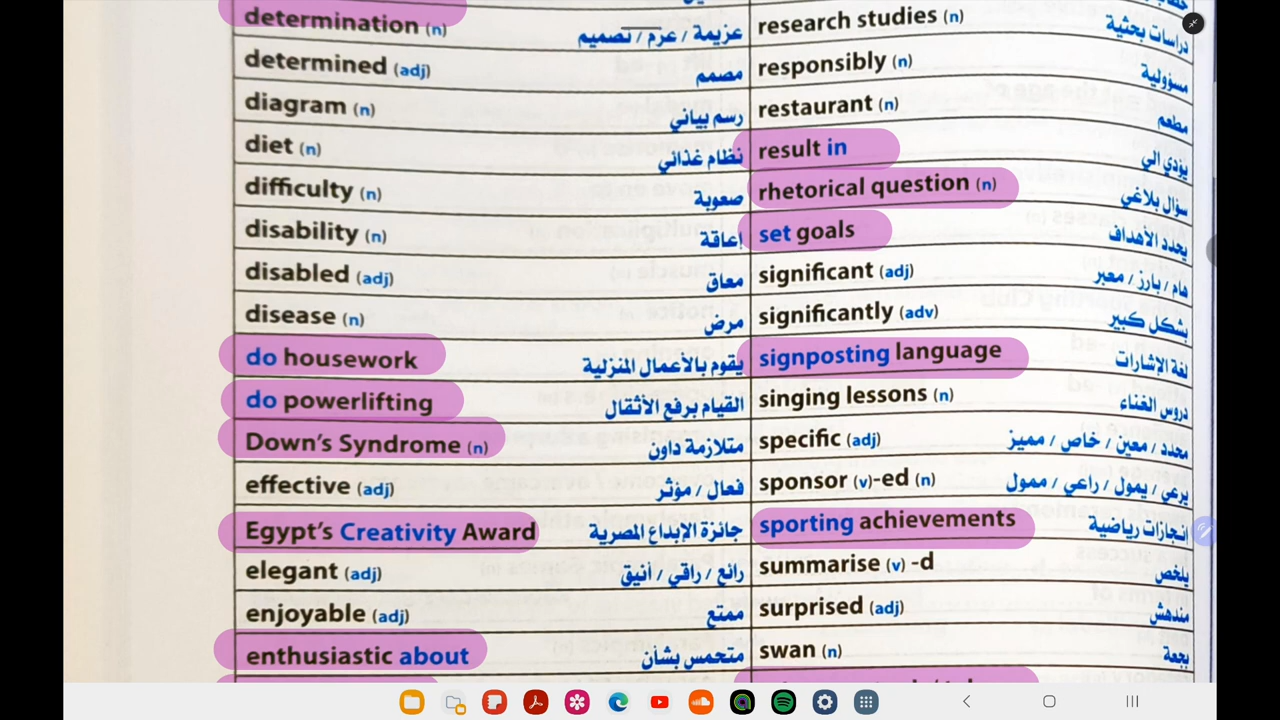 determination (n) عزيمة / عزم / تصميم
determined (adj) مصمم
diagram (n) رسم بياني
diet (n) نظام غذائي
difficulty (n) صعوبة
disability (n) إعاقة
disabled (adj) معاق
disease (n) مرض
do housework يقوم بالأعمال المنزلية
do powerlifting القيام برفع الأثقال
Down's Syndrome (n) متلازمة داون
effective (adj) فعال / مؤثر
Egypt's Creativity Award جائزة الإبداع المصرية
elegant (adj) رائع / راقي / أنيق
enjoyable (adj) ممتع
enthusiastic about متحمس بشأن
research studies (n) دراسات بحثية
responsibly (n) مسؤولية
restaurant (n) مطعم
result in يؤدي الي
rhetorical question (n) سؤال بلاغي
set goals يحدد الأهداف
significant (adj) هام / بارز / معبر
significantly (adv) بشكل كبير
signposting language لغة الإشارات
singing lessons (n) دروس الغناء
specific (adj) محدد / معين / خاص / مميز
sponsor (v)-ed (n) يرعى / يمول / راعي / ممول
sporting achievements انجازات رياضية
summarise (v) -d يلخص
surprised (adj) مندهش
swan (n) بجعة